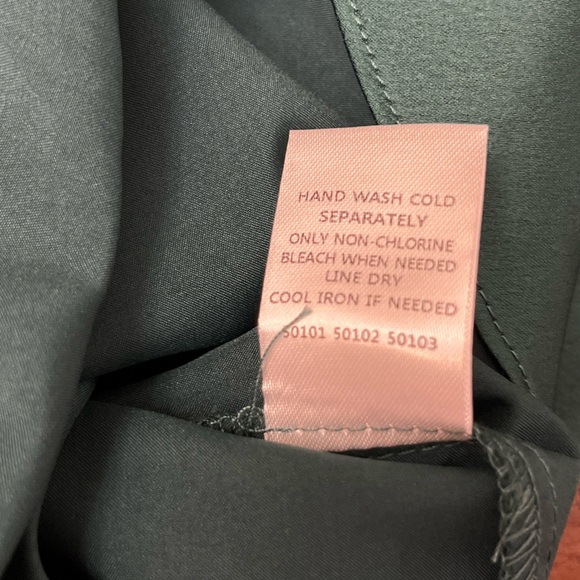 HAND WASH COLD
SEPARATELY
ONLY NON-CHLORINE
BLEACH WHEN NEEDED
LINE DRY
COOL IRON IF NEEDED
50101 50102 50103